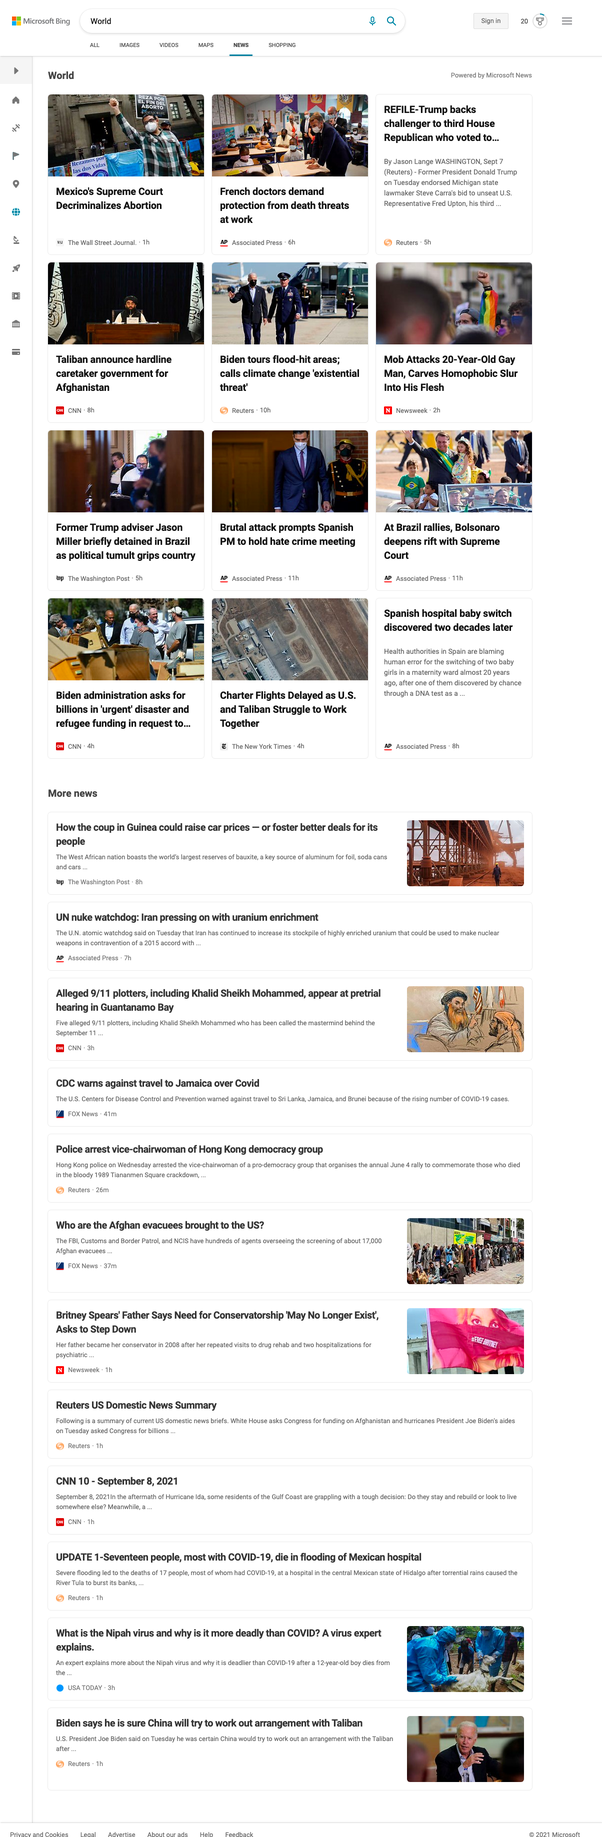 Microsoft Bing
World
Sign in
20
ALL
IMAGES
VIDEOS
MAPS
NEWS
SHOPPING
World
Powered by Microsoft News
Mexico's Supreme Court
Decriminalizes Abortion
The Wall Street Journal. · 1h
French doctors demand
protection from death threats
at work
AP Associated Press · 6h
REFILE-Trump backs
challenger to third House
Republican who voted to...
By Jason Lange WASHINGTON, Sept 7
(Reuters) - Former President Donald Trump
on Tuesday endorsed Michigan state
lawmaker Steve Carra's bid to unseat U.S.
Representative Fred Upton, his third ...
Reuters · 5h
Taliban announce hardline
caretaker government for
Afghanistan
CNN · 8h
Biden tours flood-hit areas;
calls climate change 'existential
threat'
Reuters · 10h
Mob Attacks 20-Year-Old Gay
Man, Carves Homophobic Slur
Into His Flesh
N Newsweek · 2h
Former Trump adviser Jason
Miller briefly detained in Brazil
as political tumult grips country
wp The Washington Post · 5h
Brutal attack prompts Spanish
PM to hold hate crime meeting
AP Associated Press · 11h
At Brazil rallies, Bolsonaro
deepens rift with Supreme
Court
AP Associated Press · 11h
Biden administration asks for
billions in 'urgent' disaster and
refugee funding in request to...
CNN · 4h
Charter Flights Delayed as U.S.
and Taliban Struggle to Work
Together
The New York Times · 4h
Spanish hospital baby switch
discovered two decades later
Health authorities in Spain are blaming
human error for the switching of two baby
girls in a maternity ward almost 20 years
ago, after one of them discovered by chance
through a DNA test as a ...
AP Associated Press · 8h
More news
How the coup in Guinea could raise car prices — or foster better deals for its
people
The West African nation boasts the world's largest reserves of bauxite, a key source of aluminum for foil, soda cans
and cars ...
wp The Washington Post · 8h
UN nuke watchdog: Iran pressing on with uranium enrichment
The U.N. atomic watchdog said on Tuesday that Iran has continued to increase its stockpile of highly enriched uranium that could be used to make nuclear
weapons in contravention of a 2015 accord with ...
AP Associated Press · 7h
Alleged 9/11 plotters, including Khalid Sheikh Mohammed, appear at pretrial
hearing in Guantanamo Bay
Five alleged 9/11 plotters, including Khalid Sheikh Mohammed who has been called the mastermind behind the
September 11 ...
CNN · 3h
CDC warns against travel to Jamaica over Covid
The U.S. Centers for Disease Control and Prevention warned against travel to Sri Lanka, Jamaica, and Brunei because of the rising number of COVID-19 cases.
FOX News · 41m
Police arrest vice-chairwoman of Hong Kong democracy group
Hong Kong police on Wednesday arrested the vice-chairwoman of a pro-democracy group that organises the annual June 4 rally to commemorate those who died
in the bloody 1989 Tiananmen Square crackdown, ...
Reuters · 26m
Who are the Afghan evacuees brought to the US?
The FBI, Customs and Border Patrol, and NCIS have hundreds of agents overseeing the screening of about 17,000
Afghan evacuees ...
FOX News · 37m
Britney Spears' Father Says Need for Conservatorship 'May No Longer Exist',
Asks to Step Down
Her father became her conservator in 2008 after her repeated visits to drug rehab and two hospitalizations for
psychiatric ...
N Newsweek · 1h
Reuters US Domestic News Summary
Following is a summary of current US domestic news briefs. White House asks Congress for funding on Afghanistan and hurricanes President Joe Biden's aides
on Tuesday asked Congress for billions ...
Reuters · 1h
CNN 10 - September 8, 2021
September 8, 2021In the aftermath of Hurricane Ida, some residents of the Gulf Coast are grappling with a tough decision: Do they stay and rebuild or look to live
somewhere else? Meanwhile, a ...
CNN · 1h
UPDATE 1-Seventeen people, most with COVID-19, die in flooding of Mexican hospital
Severe flooding led to the deaths of 17 people, most of whom had COVID-19, at a hospital in the central Mexican state of Hidalgo after torrential rains caused the
River Tula to burst its banks, ...
Reuters · 1h
What is the Nipah virus and why is it more deadly than COVID? A virus expert
explains.
An expert explains more about the Nipah virus and why it is deadlier than COVID-19 after a 12-year-old boy dies from
the ...
USA TODAY · 3h
Biden says he is sure China will try to work out arrangement with Taliban
U.S. President Joe Biden said on Tuesday he was certain China would try to work out an arrangement with the Taliban
after ...
Reuters · 1h
Privacy and Cookies
Legal
Advertise
About our ads
Help
Feedback
© 2021 Microsoft